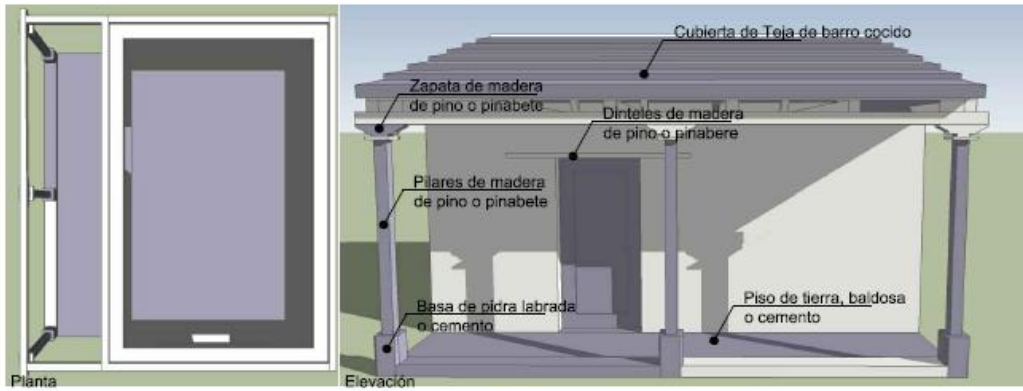 Cubierta de Teja de barro cocido
Zapata de madera
de pino o pinabete
Dinteles de madera
de pino o pinabere
Pilares de madera
de pino o pinabete
Basa de pidra labrada
o cemento
Piso de tierra, baldosa
o cemento
Planta
Elevación